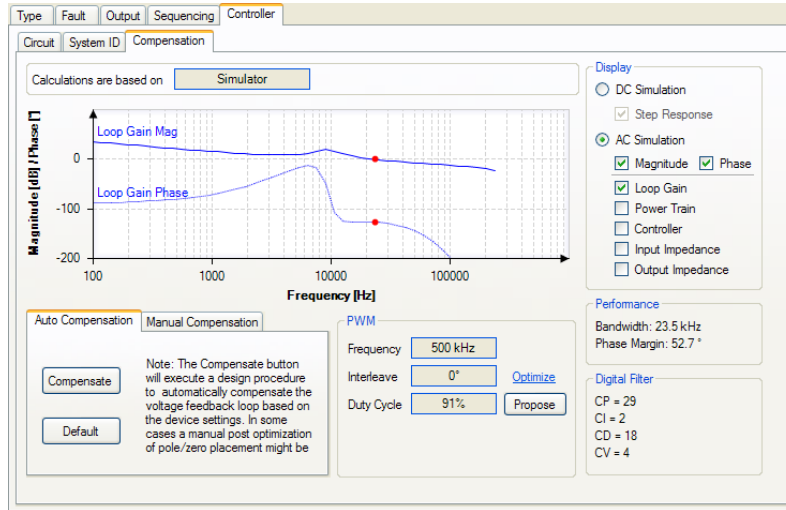 Type Fault Output Sequencing Controller
Circuit System ID Compensation
Calculations are based on Simulator
Magnitude [dB] / Phase [°]
Loop Gain Mag
Loop Gain Phase
0
-100
-200
100 1000 10000 100000
Frequency [Hz]
Display
DC Simulation
Step Response
AC Simulation
Magnitude Phase
Loop Gain
Power Train
Controller
Input Impedance
Output Impedance
Auto Compensation Manual Compensation
Compensate
Default
Note: The Compensate button
will execute a design procedure
to automatically compensate the
voltage feedback loop based on
the device settings. In some
cases a manual post optimization
of pole/zero placement might be
PWM
Frequency 500 kHz
Interleave 0° Optimize
Duty Cycle 91% Propose
Performance
Bandwidth: 23.5 kHz
Phase Margin: 52.7 °
Digital Filter
CP = 29
CI = 2
CD = 18
CV = 4